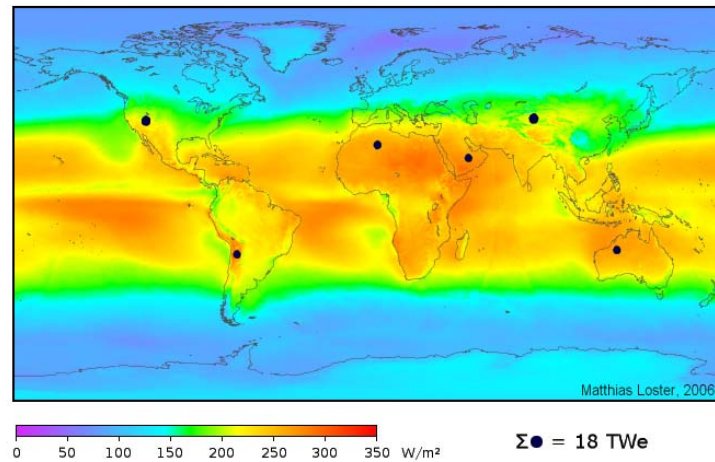 Matthias Loster, 2006
0 50 100 150 200 250 300 350 W/m²
Σ● = 18 TWe